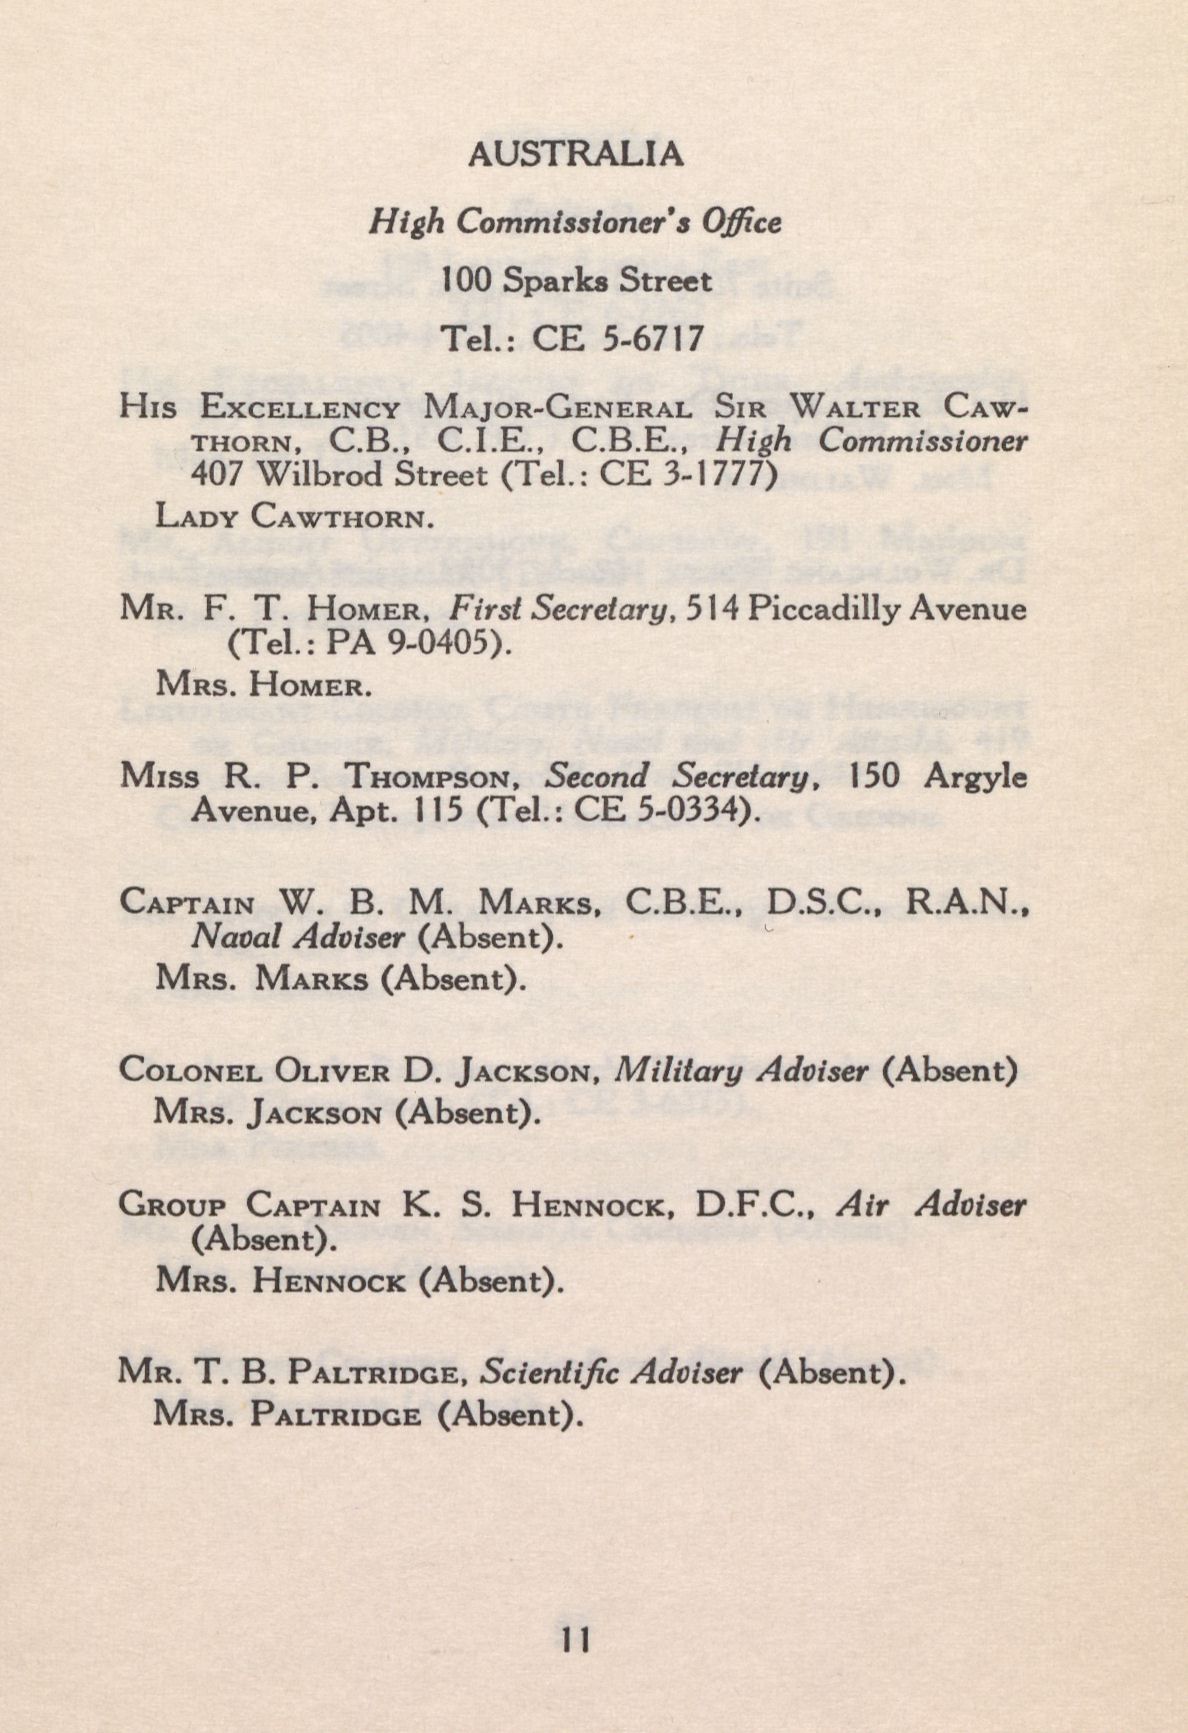 AUSTRALIA
High Commissioner's Office
100 Sparks Street
Tel.: CE 5-6717
His Excellency Major-General Sir Walter Caw-
thorn, C.B., C.I.E., C.B.E., High Commissioner
407 Wilbrod Street (Tel.: CE 3-1777)
Lady Cawthorn.
Mr. F. T. Homer, First Secretary, 514 Piccadilly Avenue
(Tel.: PA 9-0405).
Mrs. Homer.
Miss R. P. Thompson, Second Secretary, 150 Argyle
Avenue, Apt. 115 (Tel.: CE 5-0334).
Captain W. B. M. Marks, C.B.E., D.S.C., R.A.N.,
Naval Adviser (Absent).
Mrs. Marks (Absent).
Colonel Oliver D. Jackson, Military Adviser (Absent)
Mrs. Jackson (Absent).
Group Captain K. S. Hennock, D.F.C., Air Adviser
(Absent).
Mrs. Hennock (Absent).
Mr. T. B. Paltridge, Scientific Adviser (Absent).
Mrs. Paltridge (Absent).
11